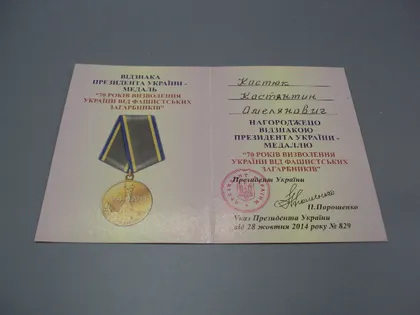 ВІДЗНАКА
ПРЕЗИДЕНТА УКРАЇНИ -
МЕДАЛЬ
"70 РОКІВ ВИЗВОЛЕННЯ
УКРАЇНИ ВІД ФАШИСТСЬКИХ
ЗАГАРБНИКІВ"
Костюк
Костянтин
Омелянович
НАГОРОДЖЕНО
ВІДЗНАКОЮ
ПРЕЗИДЕНТА УКРАЇНИ -
МЕДАЛЛЮ
"70 РОКІВ ВИЗВОЛЕННЯ
УКРАЇНИ ВІД ФАШИСТСЬКИХ
ЗАГАРБНИКІВ"
Президент України
П.Порошенко
Указ Президента України
від 28 жовтня 2014 року № 829